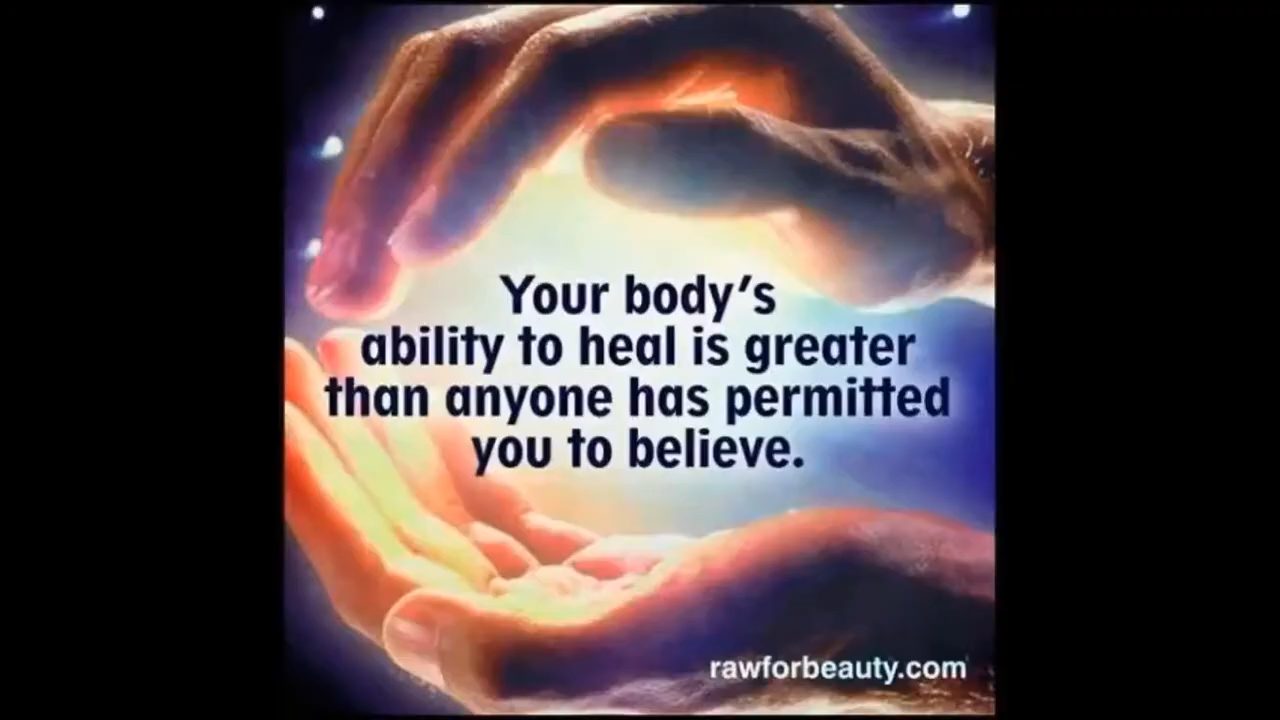 Your body's
ability to heal is greater
than anyone has permitted
you to believe.
rawforbeauty.com